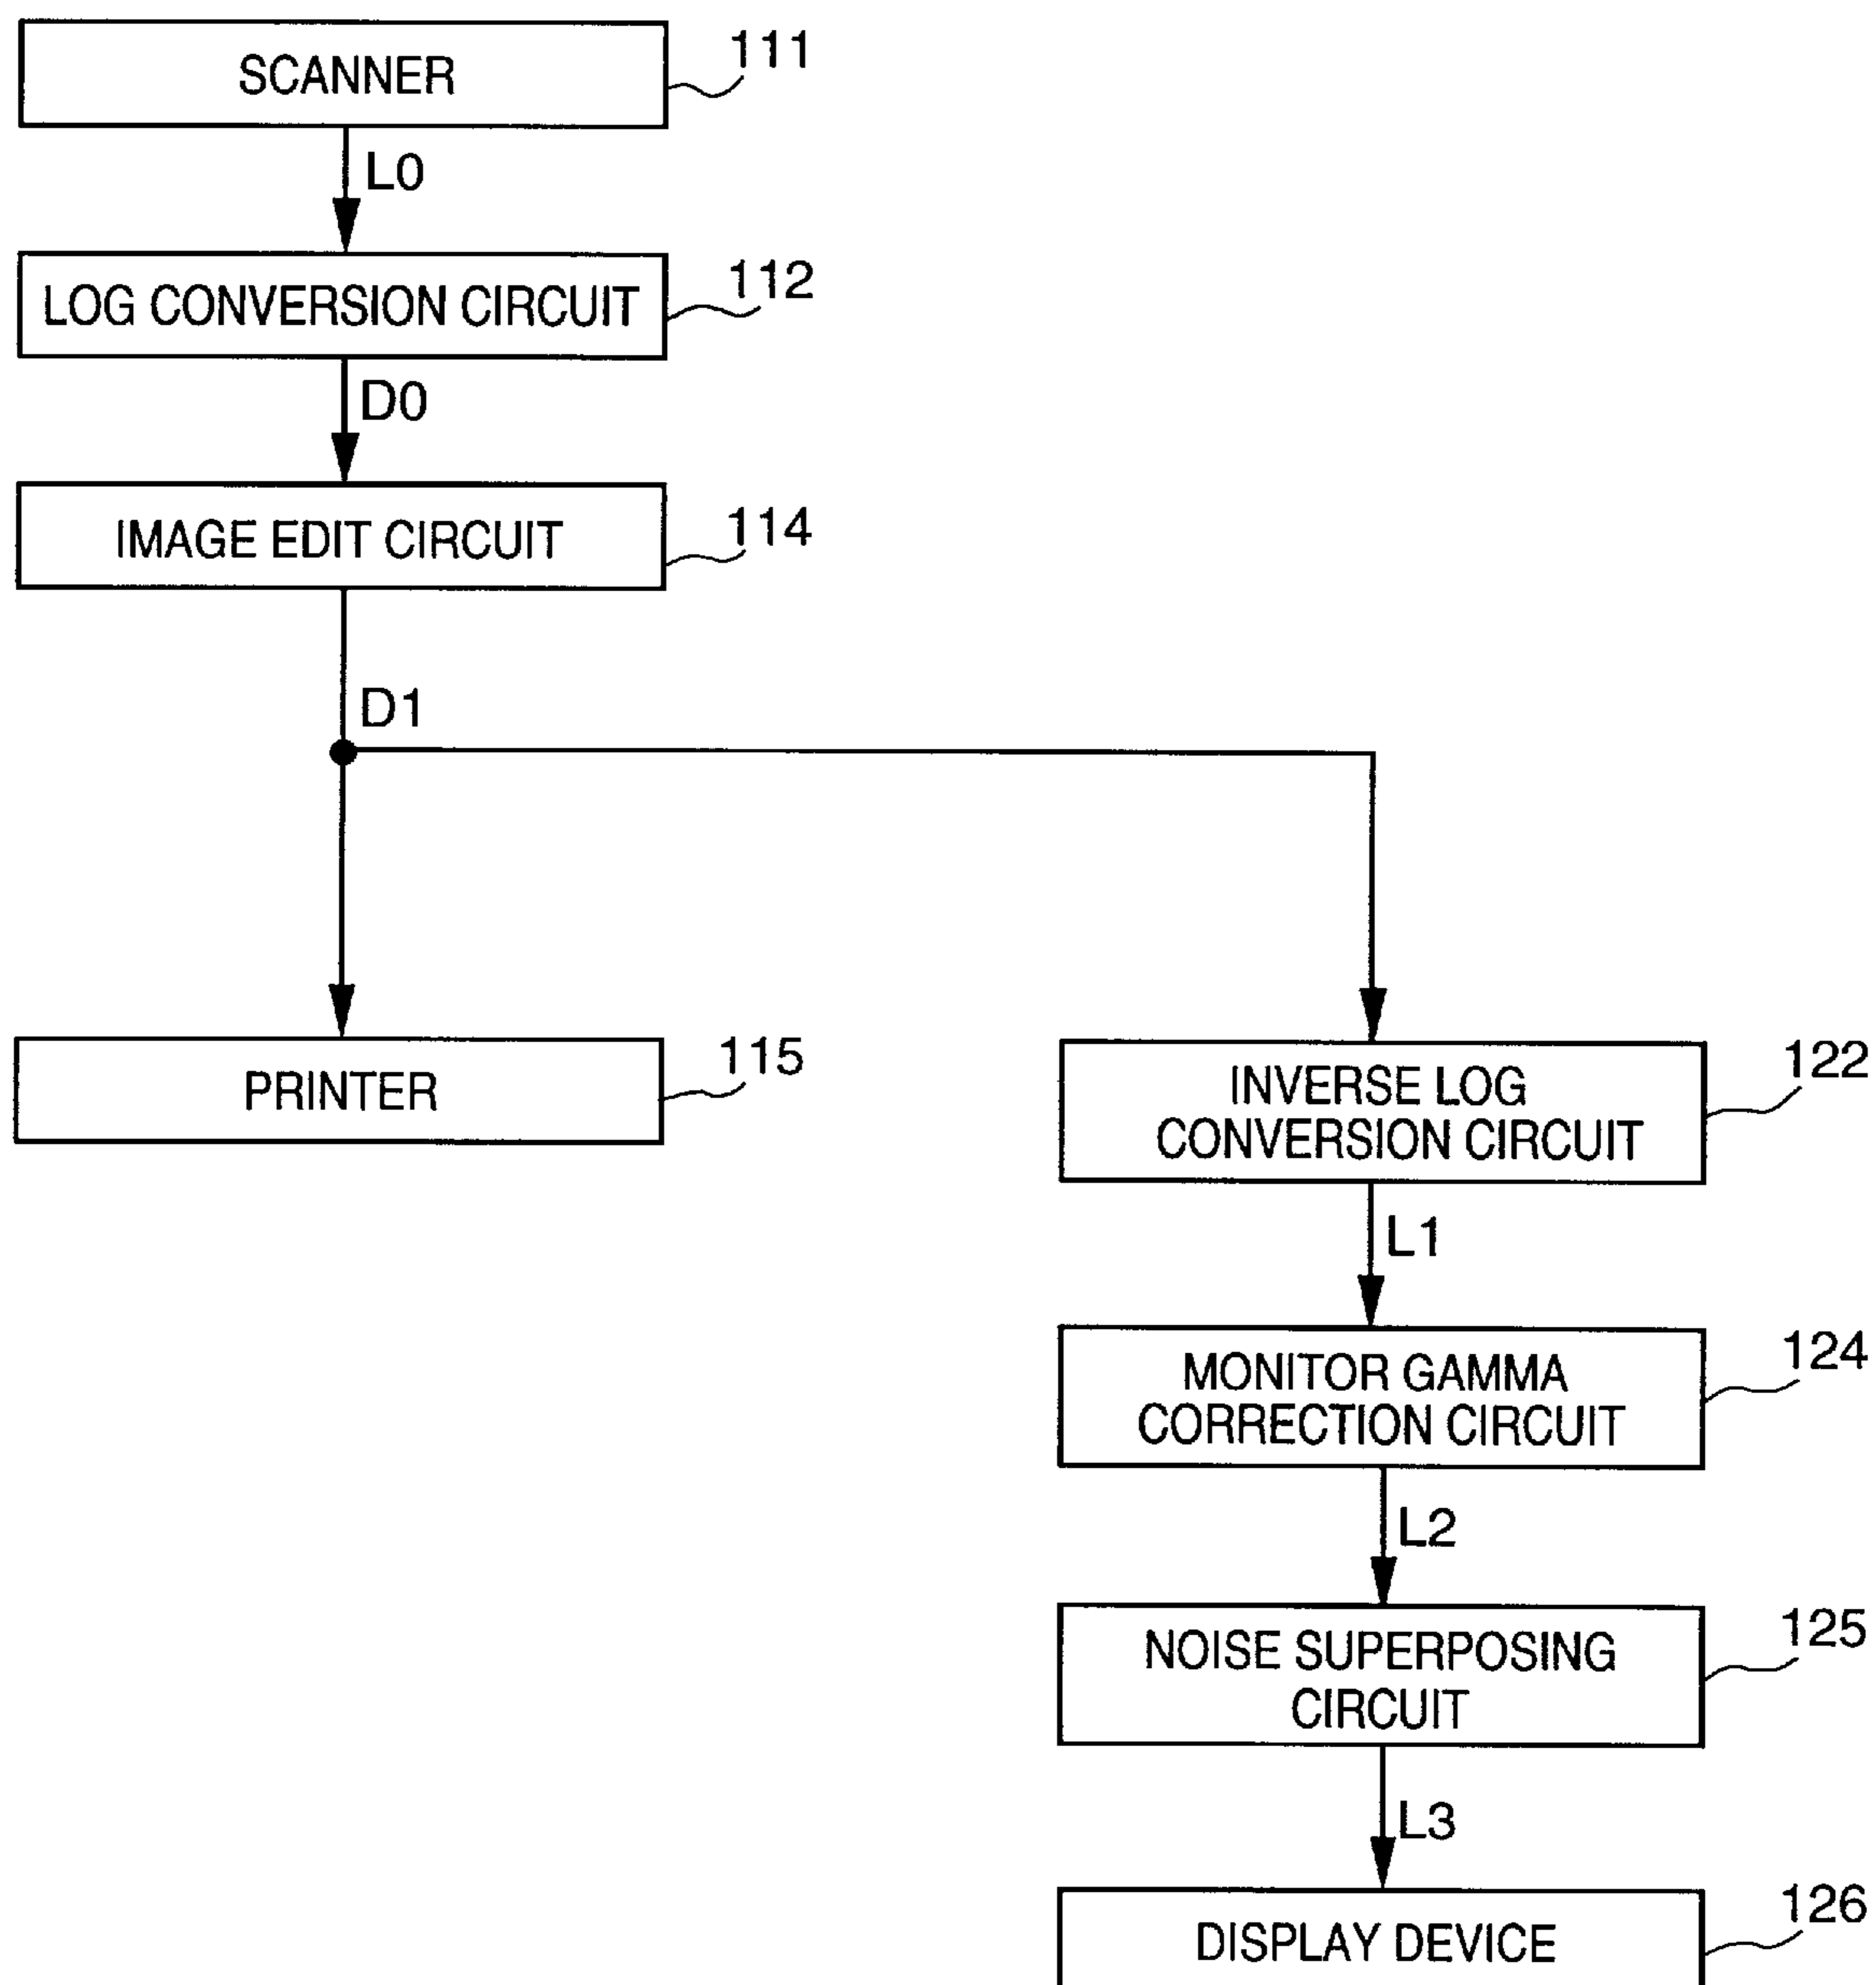 SCANNER
111
L0
LOG CONVERSION CIRCUIT
112
D0
IMAGE EDIT CIRCUIT
114
D1
PRINTER
115
INVERSE LOG
CONVERSION CIRCUIT
122
L1
MONITOR GAMMA
CORRECTION CIRCUIT
124
L2
NOISE SUPERPOSING
CIRCUIT
125
L3
DISPLAY DEVICE
126